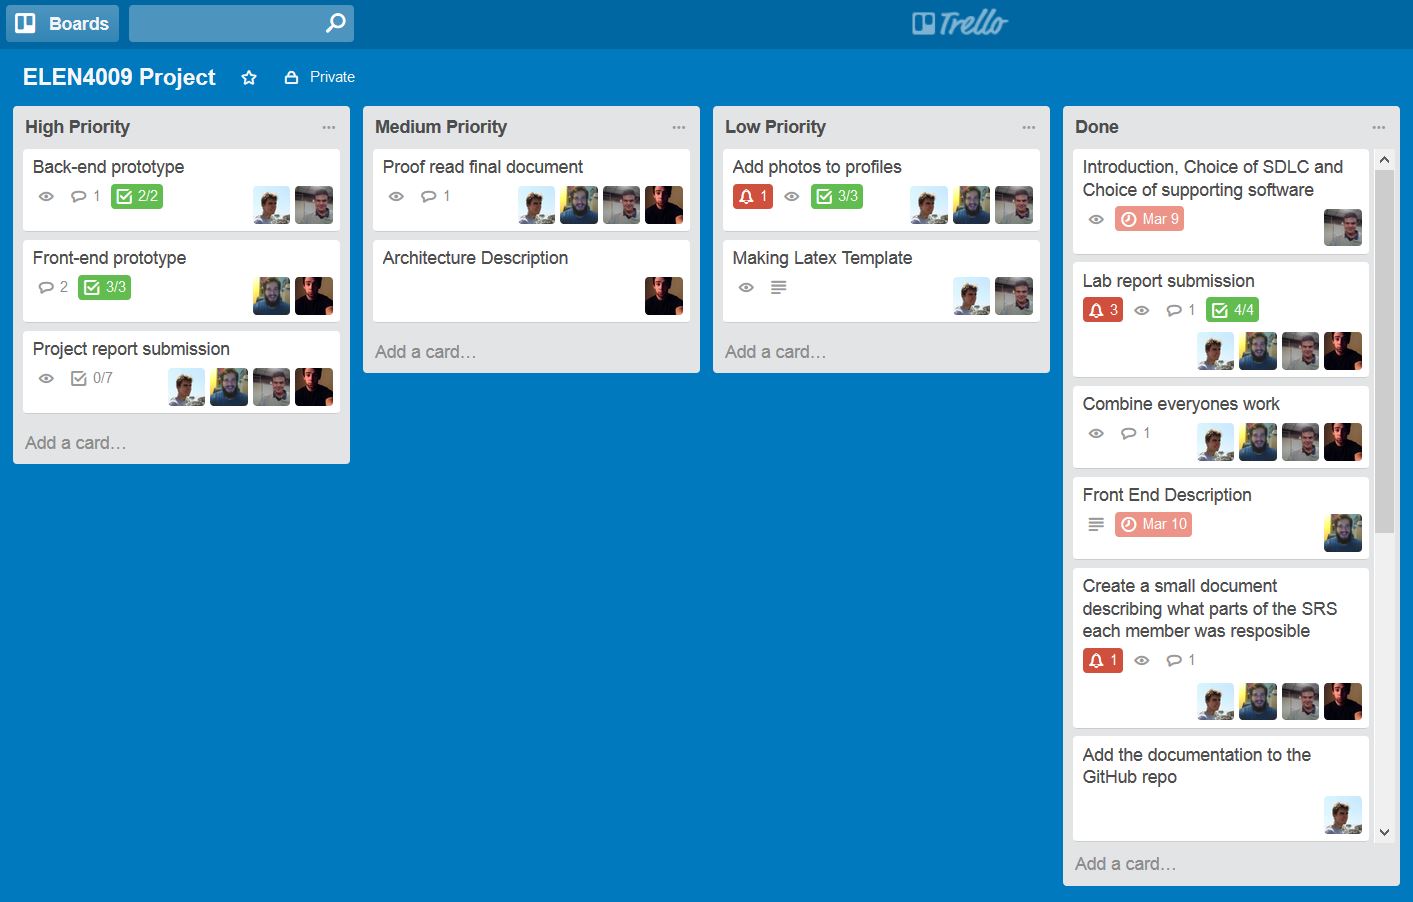 Boards
Trello
ELEN4009 Project
Private
High Priority
Back-end prototype
1 2/2
Front-end prototype
2 3/3
Project report submission
0/7
Add a card…
Medium Priority
Proof read final document
1
Architecture Description
Add a card…
Low Priority
Add photos to profiles
1 3/3
Making Latex Template
Add a card…
Done
Introduction, Choice of SDLC and
Choice of supporting software
Mar 9
Lab report submission
3 1 4/4
Combine everyones work
1
Front End Description
Mar 10
Create a small document
describing what parts of the SRS
each member was resposible
1 1
Add the documentation to the
GitHub repo
Add a card…